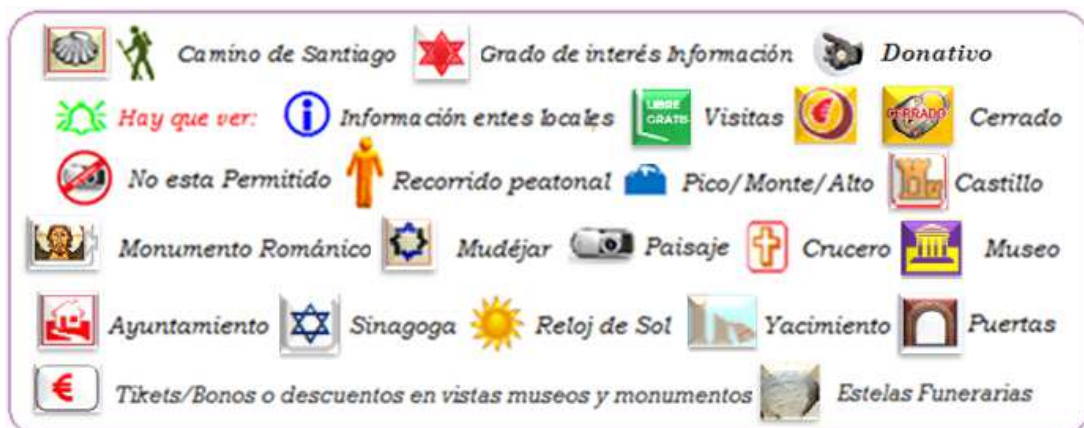 Camino de Santiago Grado de interés Información Donativo
Hay que ver: i Información entes locales LIBRE GRATIS Visitas € CERRADO Cerrado
No esta Permitido Recorrido peatonal Pico/Monte/Alto Castillo
Monumento Románico Mudéjar Paisaje Crucero Museo
Ayuntamiento Sinagoga Reloj de Sol Yacimiento Puertas
€ Tikets/Bonos o descuentos en vistas museos y monumentos Estelas Funerarias